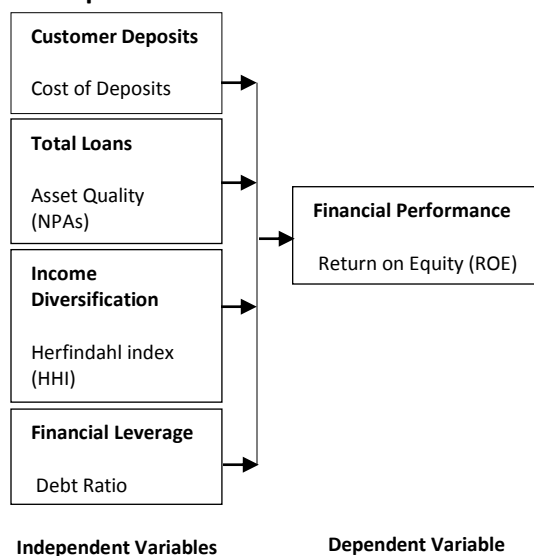 Customer Deposits
Cost of Deposits
Total Loans
Asset Quality
(NPAs)
Income
Diversification
Herfindahl index
(HHI)
Financial Leverage
Debt Ratio
Financial Performance
Return on Equity (ROE)
Independent Variables
Dependent Variable